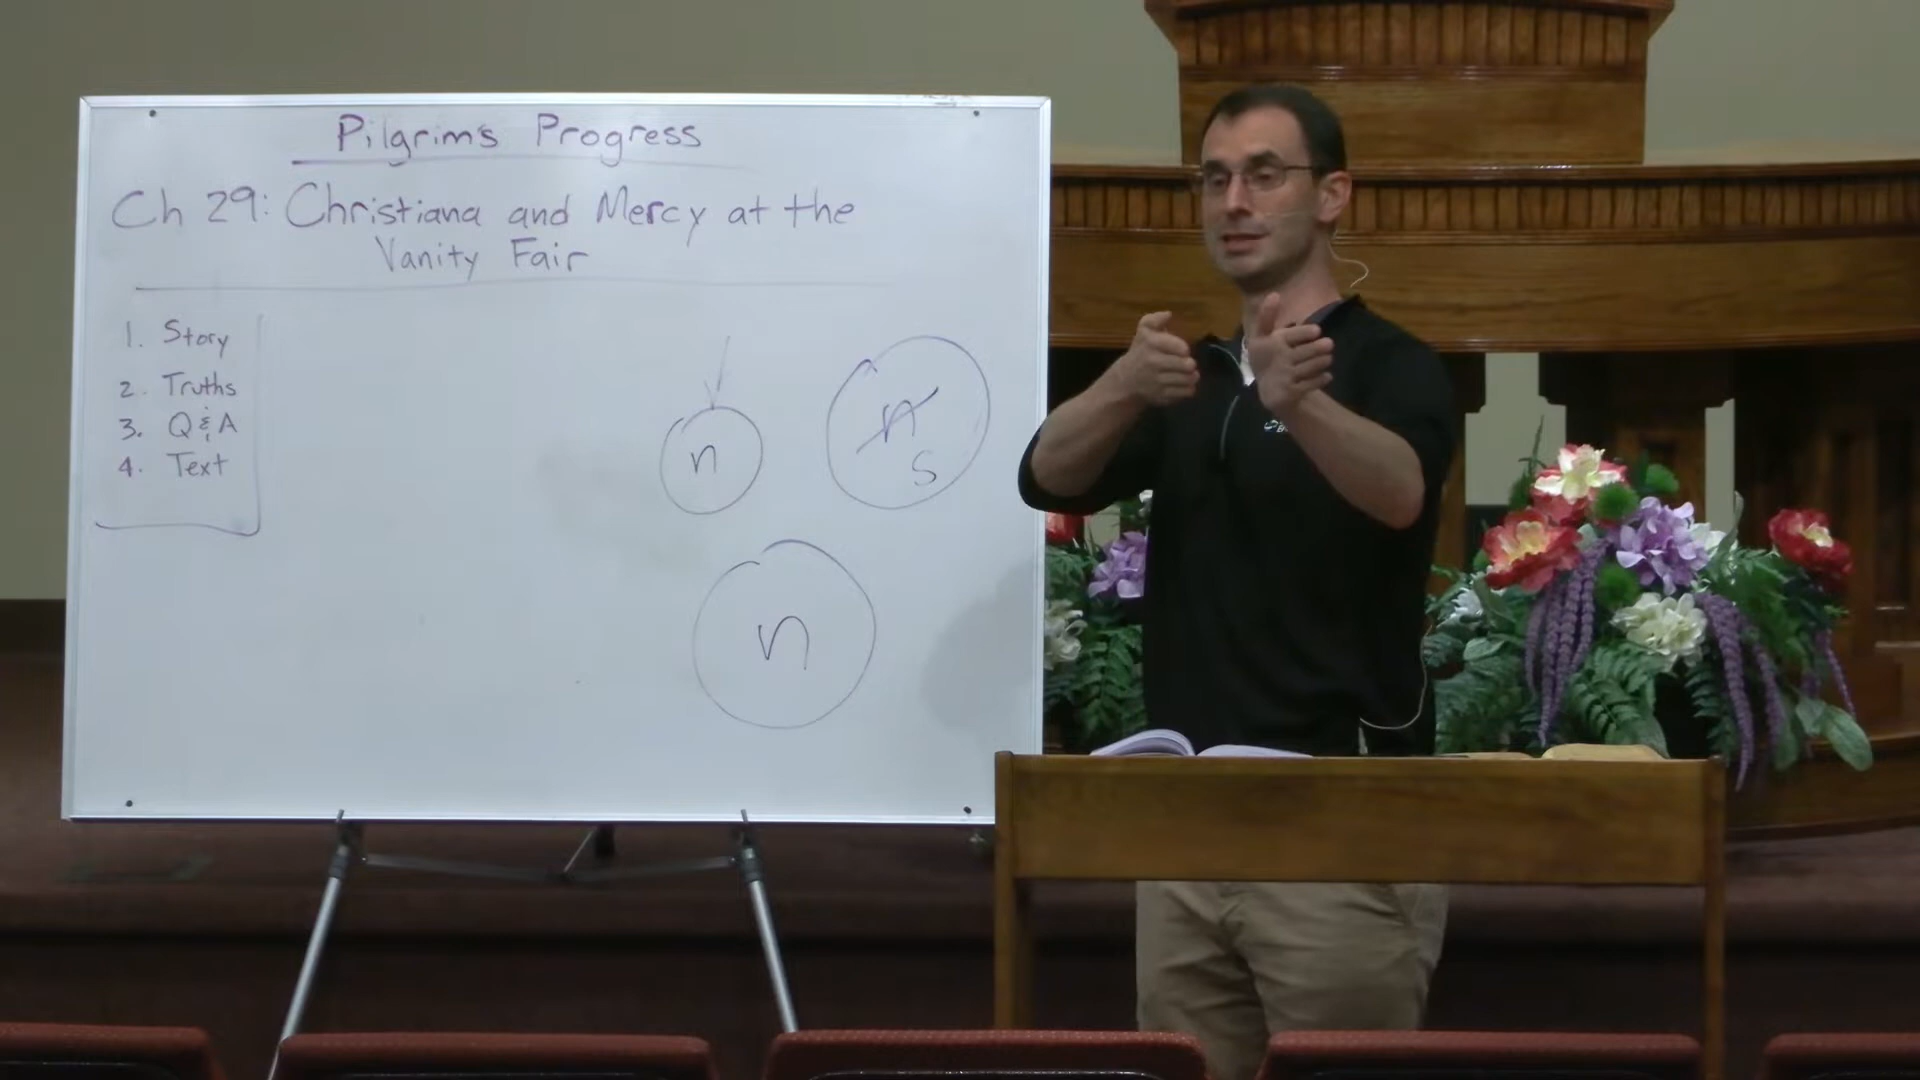 Pilgrim's Progress
Ch 29: Christiana and Mercy at the
Vanity Fair
1. Story
2. Truths
3. Q & A
4. Text
n
n
s
n